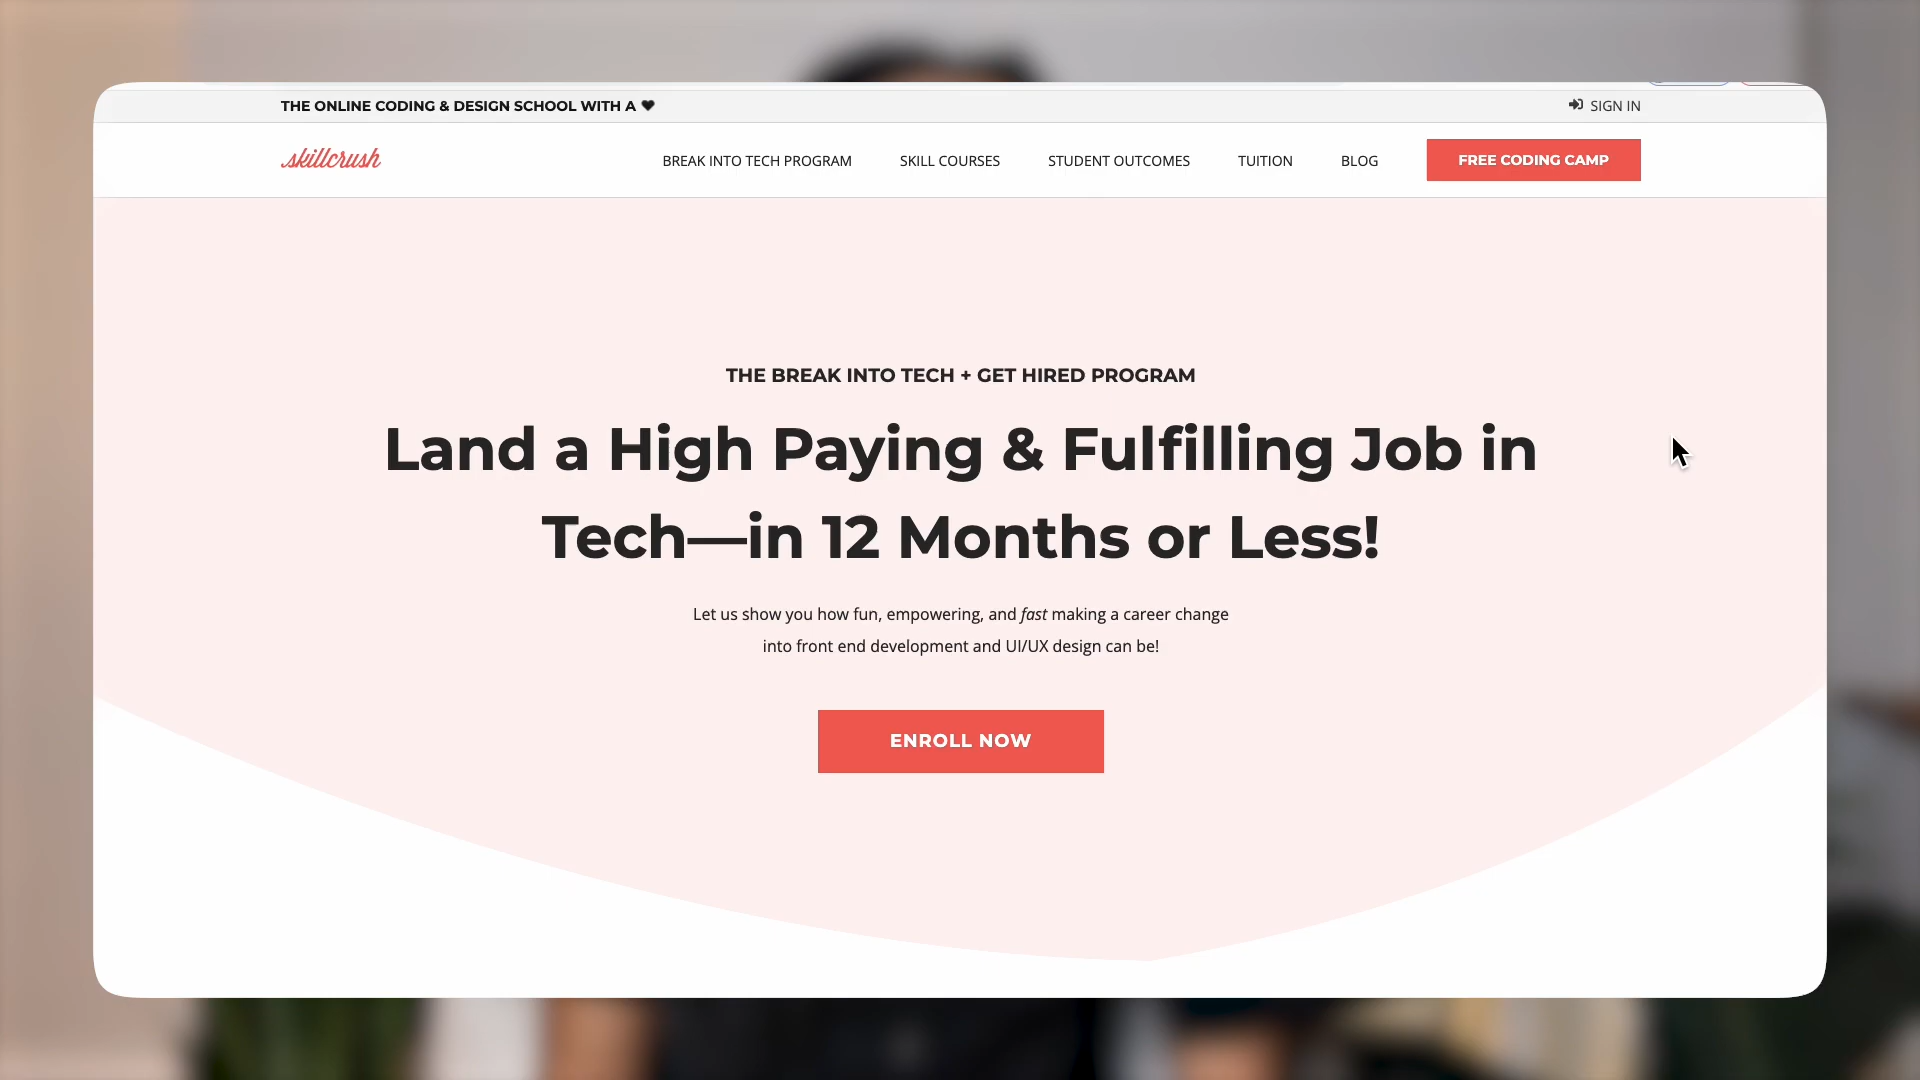 THE ONLINE CODING & DESIGN SCHOOL WITH A ♥
SIGN IN
skillcrush
BREAK INTO TECH PROGRAM
SKILL COURSES
STUDENT OUTCOMES
TUITION
BLOG
FREE CODING CAMP
THE BREAK INTO TECH + GET HIRED PROGRAM
Land a High Paying & Fulfilling Job in
Tech—in 12 Months or Less!
Let us show you how fun, empowering, and fast making a career change
into front end development and UI/UX design can be!
ENROLL NOW